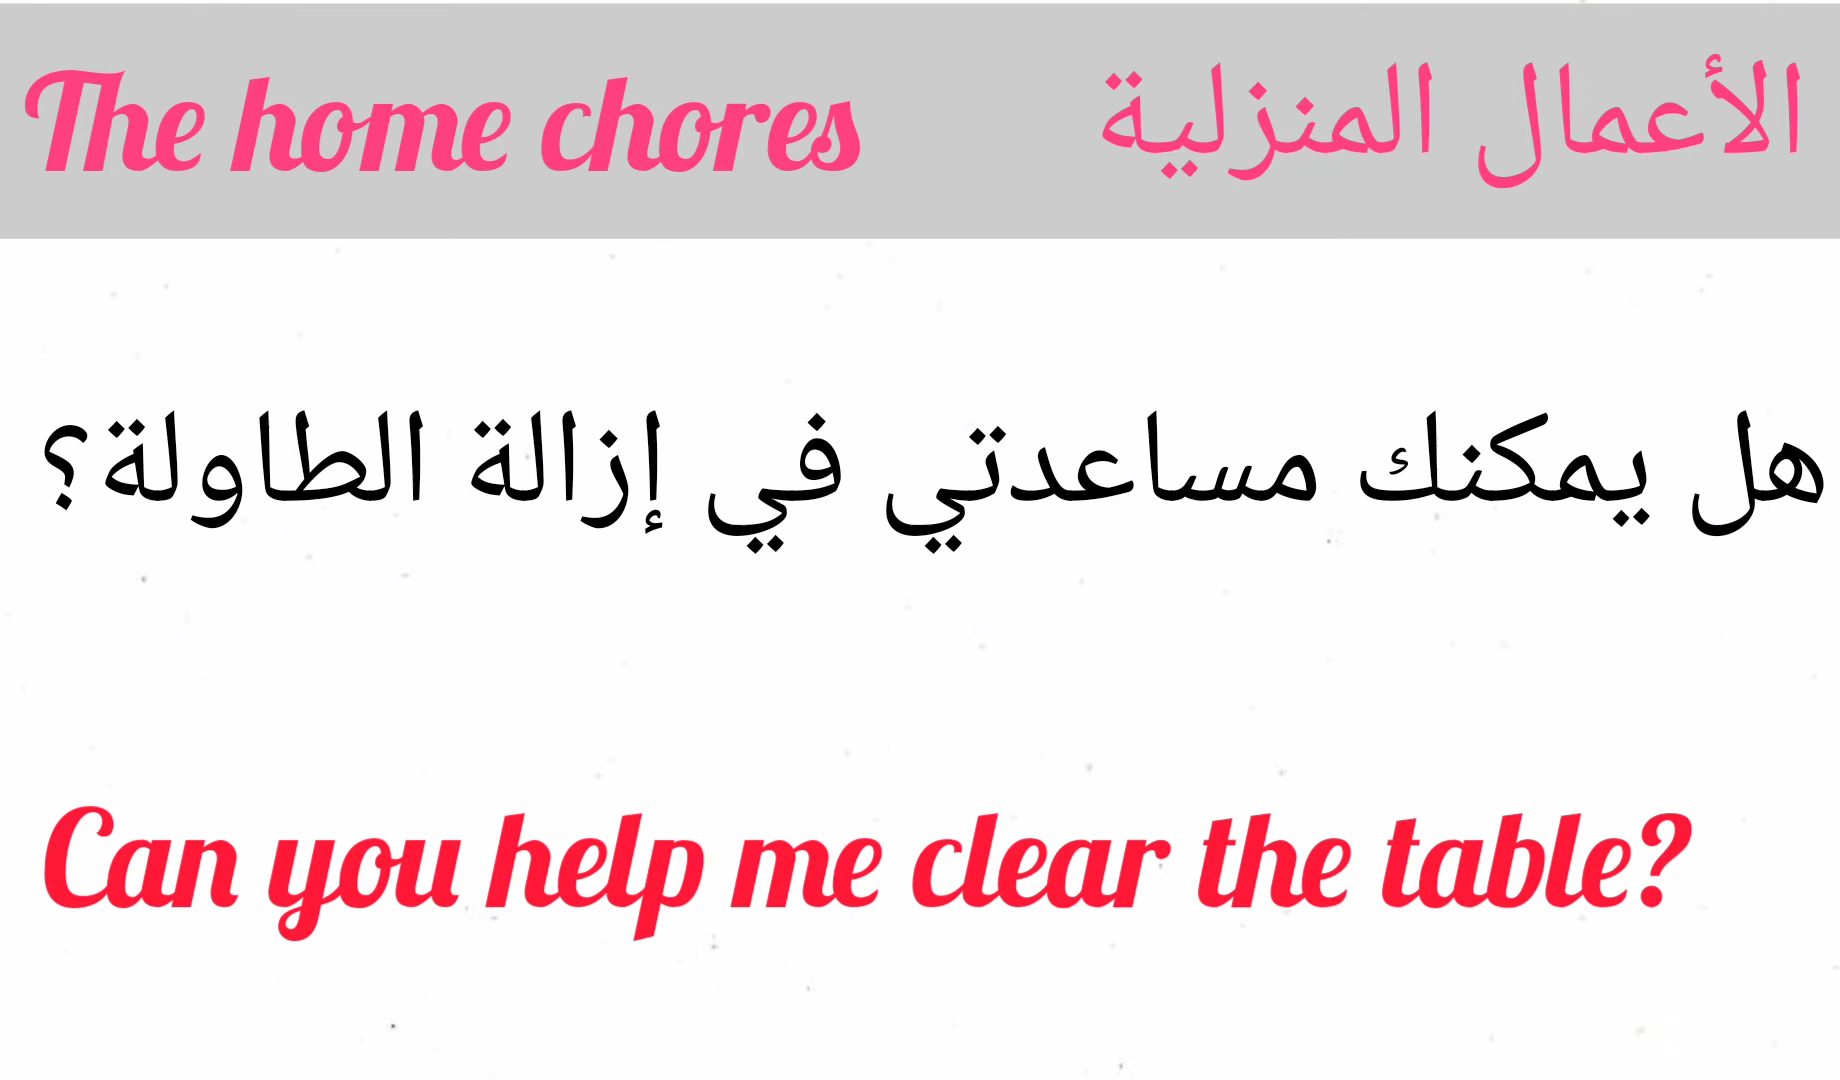 The home chores الأعمال المنزلية
هل يمكنك مساعدتي في إزالة الطاولة؟
Can you help me clear the table?